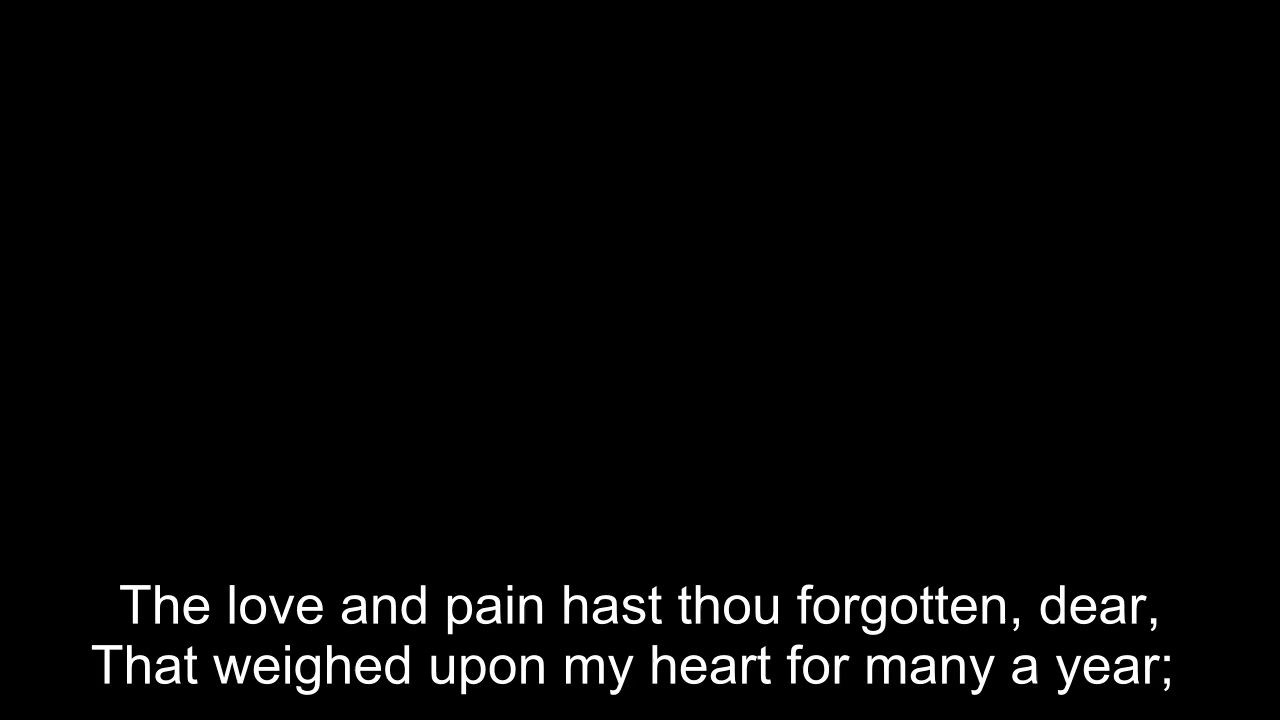 The love and pain hast thou forgotten, dear,
That weighed upon my heart for many a year;